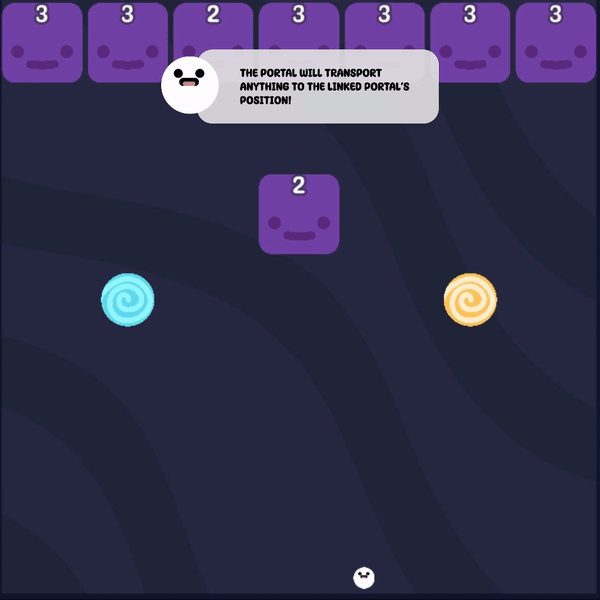 3 3 2 3 3 3 3
THE PORTAL WILL TRANSPORT
ANYTHING TO THE LINKED PORTAL'S
POSITION!
2